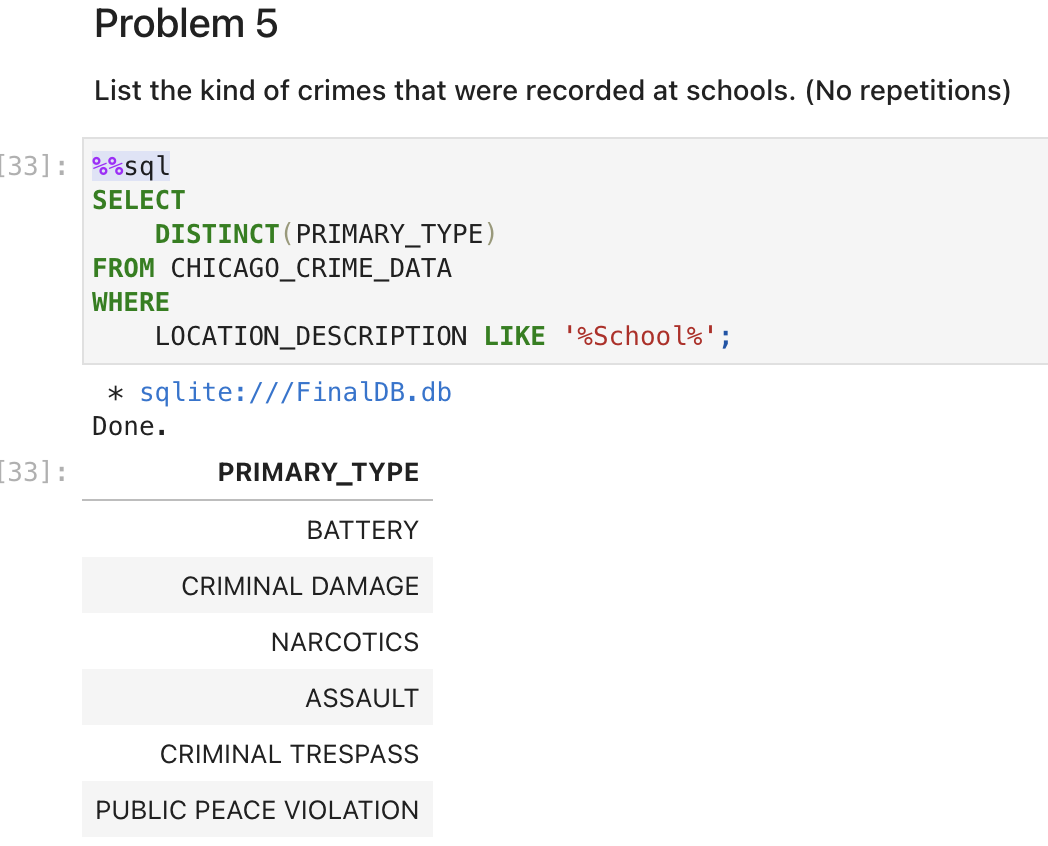 Problem 5
List the kind of crimes that were recorded at schools. (No repetitions)
[33]: %%sql
SELECT
DISTINCT(PRIMARY_TYPE)
FROM CHICAGO_CRIME_DATA
WHERE
LOCATION_DESCRIPTION LIKE '%School%';
* sqlite:///FinalDB.db
Done.
[33]: PRIMARY_TYPE
BATTERY
CRIMINAL DAMAGE
NARCOTICS
ASSAULT
CRIMINAL TRESPASS
PUBLIC PEACE VIOLATION